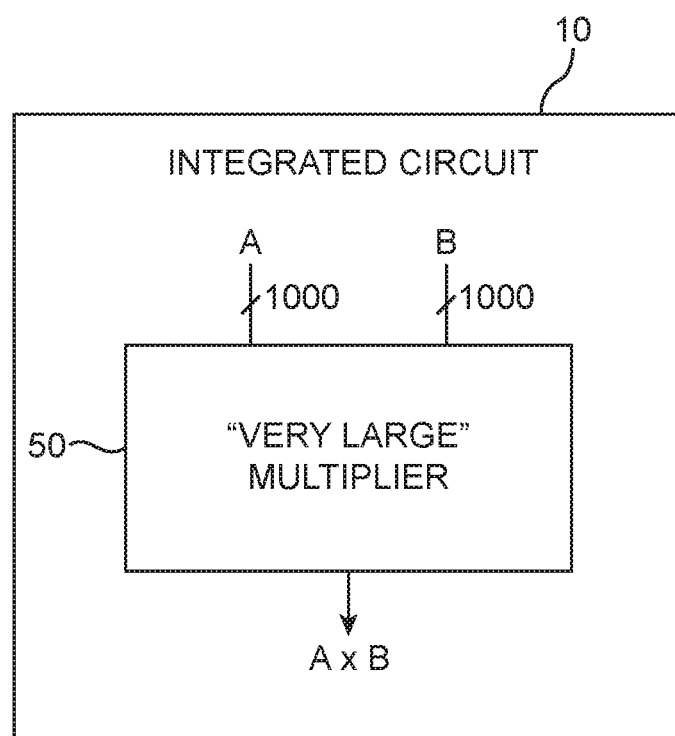 10
INTEGRATED CIRCUIT
A B
1000 1000
50
“VERY LARGE”
MULTIPLIER
A x B